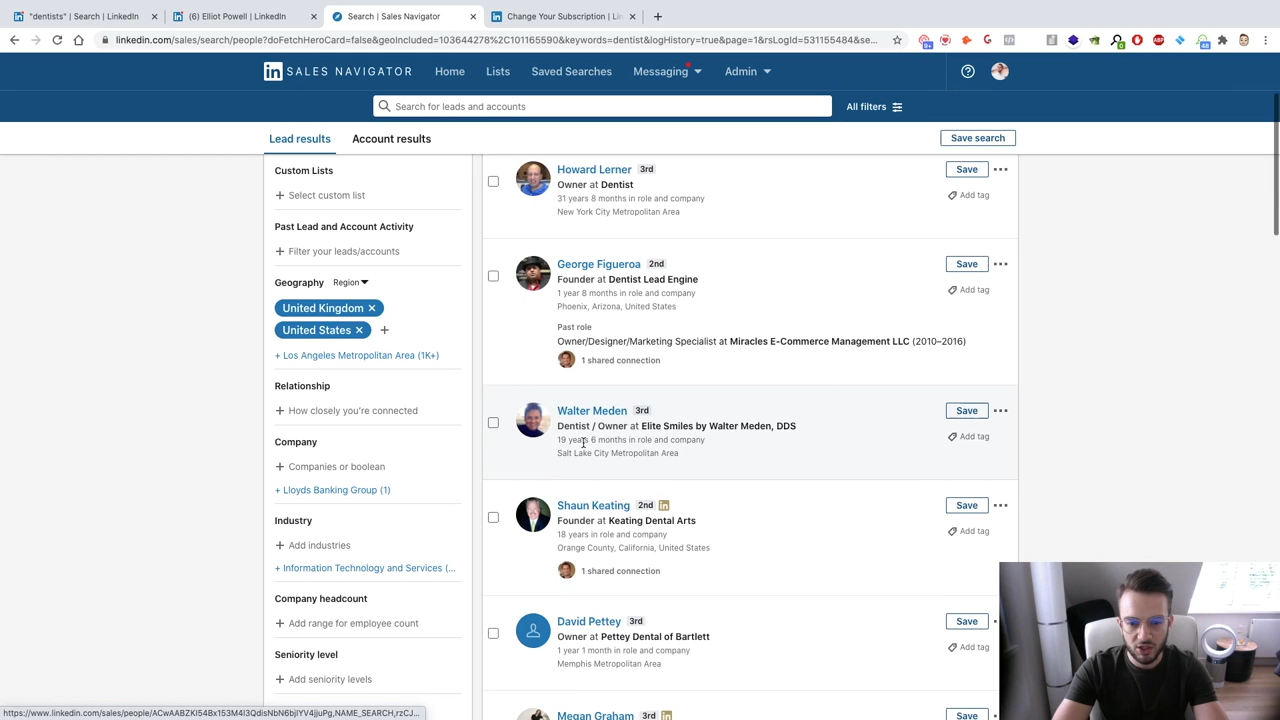 "dentists" | Search | LinkedIn
(6) Elliot Powell | LinkedIn
Search | Sales Navigator
Change Your Subscription | Lin
linkedin.com/sales/search/people?doFetchHeroCard=false&geoIncluded=103644278%2C101165590&keywords=dentist&logHistory=true&page=1&rsLogId=531155484&se...
in SALES NAVIGATOR
Home
Lists
Saved Searches
Messaging
Admin
Search for leads and accounts
All filters
Lead results
Account results
Save search
Custom Lists
+ Select custom list
Past Lead and Account Activity
+ Filter your leads/accounts
Geography Region
United Kingdom ×
United States × +
+ Los Angeles Metropolitan Area (1K+)
Relationship
+ How closely you're connected
Company
+ Companies or boolean
+ Lloyds Banking Group (1)
Industry
+ Add industries
+ Information Technology and Services (...
Company headcount
+ Add range for employee count
Seniority level
+ Add seniority levels
Howard Lerner 3rd
Owner at Dentist
31 years 8 months in role and company
New York City Metropolitan Area
Save
Add tag
George Figueroa 2nd
Founder at Dentist Lead Engine
1 year 8 months in role and company
Phoenix, Arizona, United States
Past role
Owner/Designer/Marketing Specialist at Miracles E-Commerce Management LLC (2010–2016)
1 shared connection
Save
Add tag
Walter Meden 3rd
Dentist / Owner at Elite Smiles by Walter Meden, DDS
19 years 6 months in role and company
Salt Lake City Metropolitan Area
Save
Add tag
Shaun Keating 2nd in
Founder at Keating Dental Arts
18 years in role and company
Orange County, California, United States
1 shared connection
Save
Add tag
David Pettey 3rd
Owner at Pettey Dental of Bartlett
1 year 1 month in role and company
Memphis Metropolitan Area
Save
Add tag
Megan Graham 3rd in
Save